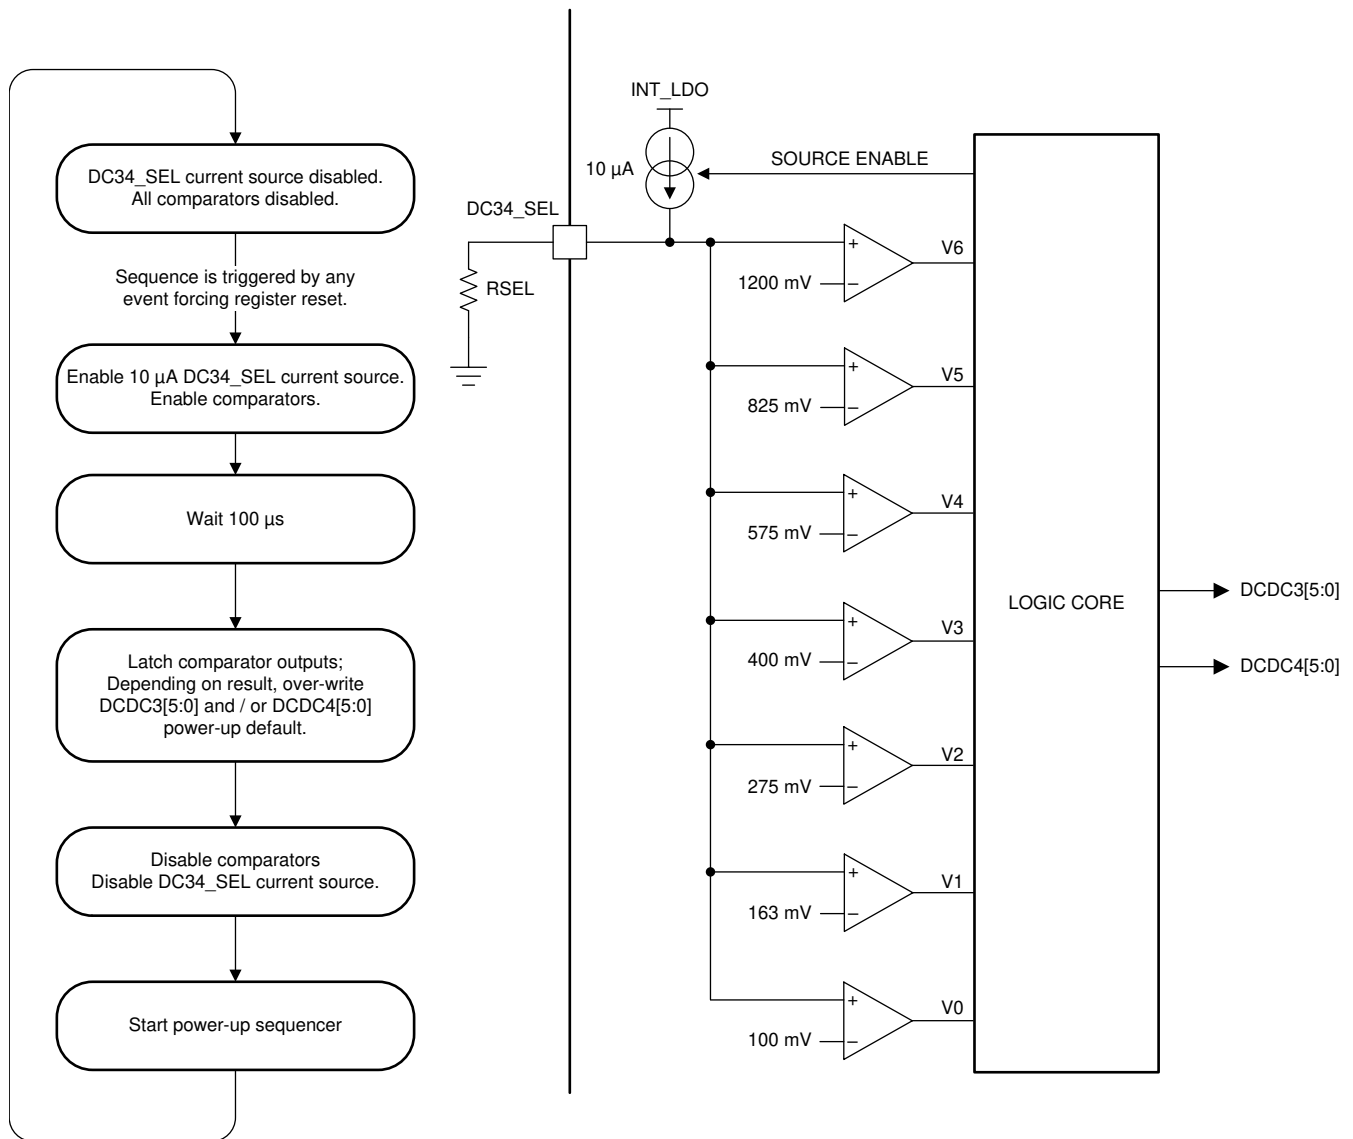 DC34_SEL current source disabled.
All comparators disabled.
Sequence is triggered by any
event forcing register reset.
Enable 10 µA DC34_SEL current source.
Enable comparators.
Wait 100 µs
Latch comparator outputs;
Depending on result, over-write
DCDC3[5:0] and / or DCDC4[5:0]
power-up default.
Disable comparators
Disable DC34_SEL current source.
Start power-up sequencer
INT_LDO
10 µA
SOURCE ENABLE
DC34_SEL
RSEL
+
V6
1200 mV
–
+
V5
825 mV
–
+
V4
575 mV
–
+
V3
400 mV
–
+
V2
275 mV
–
+
V1
163 mV
–
+
V0
100 mV
–
LOGIC CORE
DCDC3[5:0]
DCDC4[5:0]